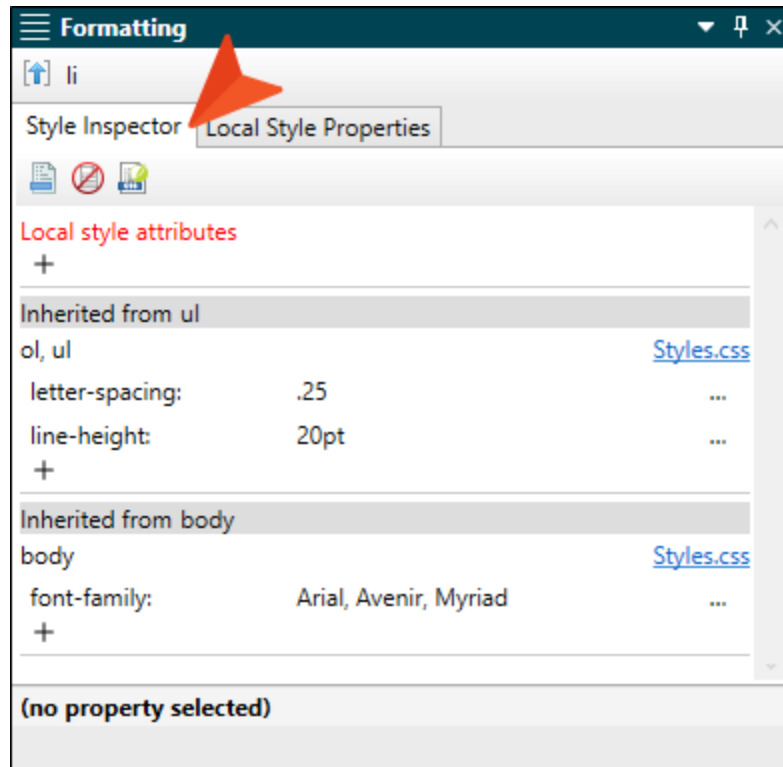 Formatting
li
Style Inspector Local Style Properties
Local style attributes
+
Inherited from ul
ol, ul Styles.css
letter-spacing: .25 ...
line-height: 20pt ...
+
Inherited from body
body Styles.css
font-family: Arial, Avenir, Myriad ...
+
(no property selected)